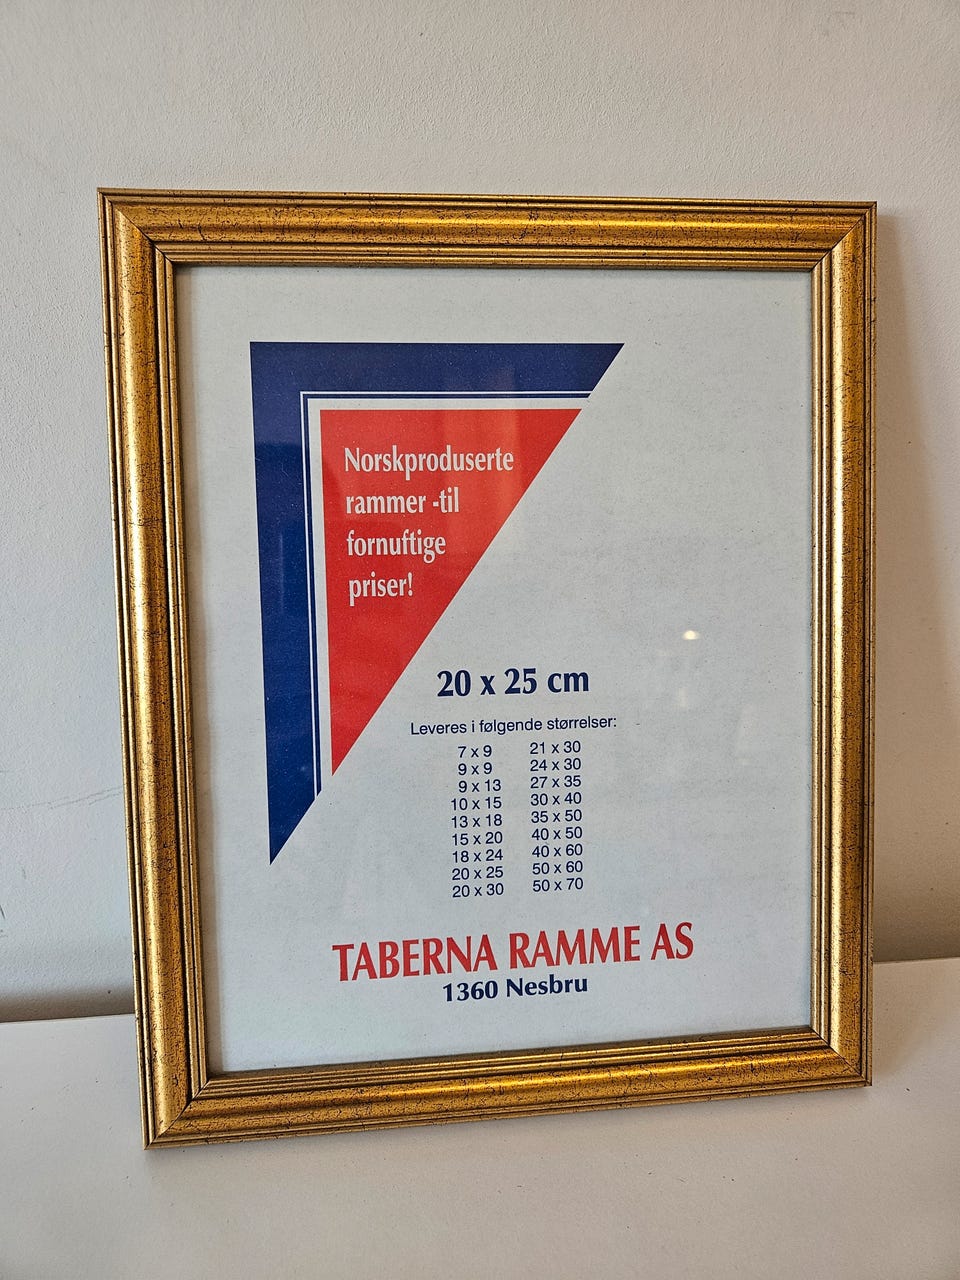 Norskproduserte
rammer -til
fornuftige
priser!
20 x 25 cm
Leveres i følgende størrelser:
7 x 9 21 x 30
9 x 9 24 x 30
9 x 13 27 x 35
10 x 15 30 x 40
13 x 18 35 x 50
15 x 20 40 x 50
18 x 24 40 x 60
20 x 25 50 x 60
20 x 30 50 x 70
TABERNA RAMME AS
1360 Nesbru